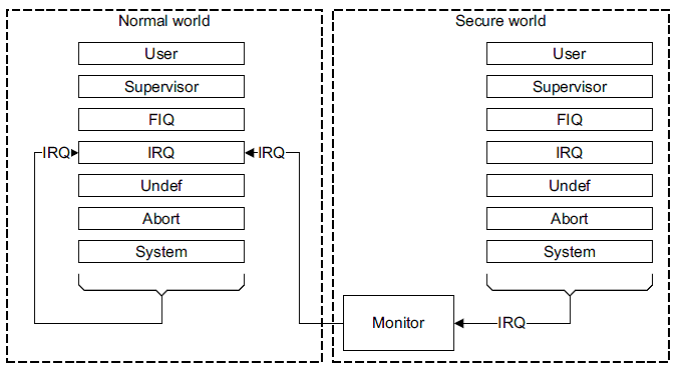 Normal world
User
Supervisor
FIQ
IRQ
IRQ
IRQ
Undef
Abort
System
Secure world
User
Supervisor
FIQ
IRQ
Undef
Abort
System
Monitor
IRQ